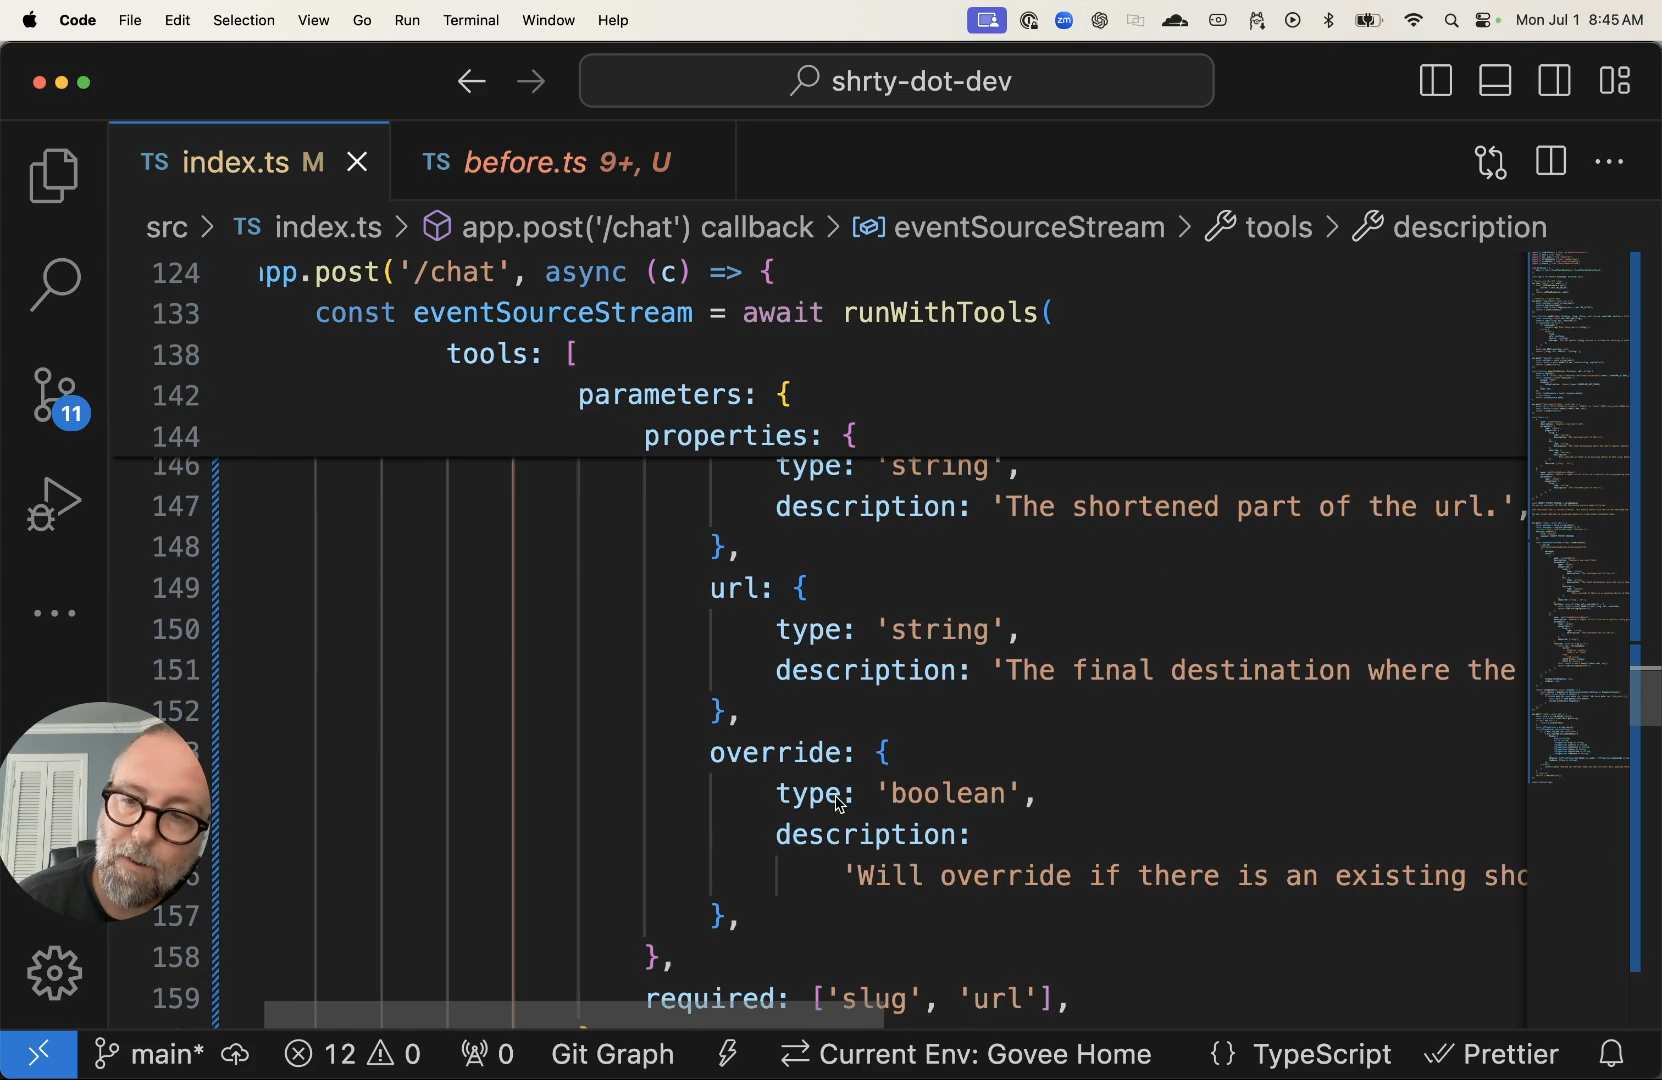 Code File Edit Selection View Go Run Terminal Window Help zm Mon Jul 1 8:45 AM
shrty-dot-dev
TS index.ts M TS before.ts 9+, U
src > TS index.ts > app.post('/chat') callback > eventSourceStream > tools > description
124 app.post('/chat', async (c) => {
133 const eventSourceStream = await runWithTools(
138 tools: [
142 parameters: {
144 properties: {
146 type: 'string',
147 description: 'The shortened part of the url.',
148 },
149 url: {
150 type: 'string',
151 description: 'The final destination where the
152 },
override: {
type: 'boolean',
description:
'Will override if there is an existing
157 },
158 },
159 required: ['slug', 'url'],
11
main* 12 0 0 Git Graph Current Env: Govee Home {} TypeScript Prettier